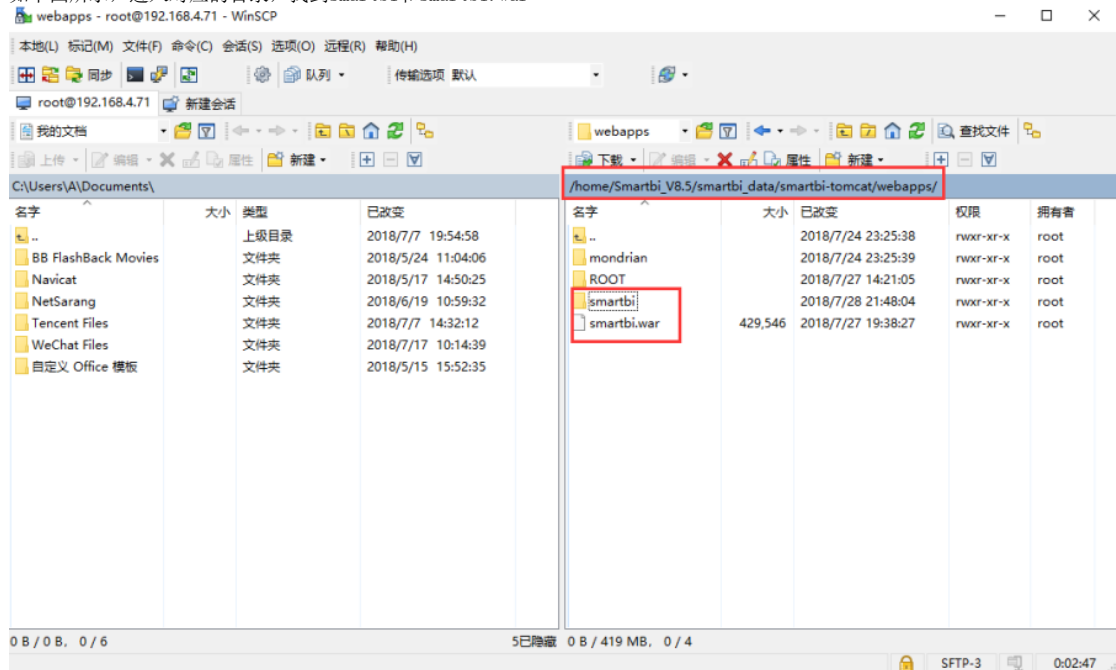 webapps - root@192.168.4.71 - WinSCP
本地(L) 标记(M) 文件(F) 命令(C) 会话(S) 选项(O) 远程(R) 帮助(H)
同步 队列 传输选项 默认
root@192.168.4.71 新建会话
我的文档 webapps 查找文件
上传 编辑 属性 新建 下载 编辑 属性 新建
C:\Users\A\Documents\ /home/Smartbi_V8.5/smartbi_data/smartbi-tomcat/webapps/
名字 大小 类型 已改变 名字 大小 已改变 权限 拥有者
.. 上级目录 2018/7/7 19:54:58 .. 2018/7/24 23:25:38 rwxr-xr-x root
BB FlashBack Movies 文件夹 2018/5/24 11:04:06 mondrian 2018/7/24 23:25:39 rwxr-xr-x root
Navicat 文件夹 2018/5/17 14:50:25 ROOT 2018/7/27 14:21:05 rwxr-xr-x root
NetSarang 文件夹 2018/6/19 10:59:32 smartbi 2018/7/28 21:48:04 rwxr-xr-x root
Tencent Files 文件夹 2018/7/7 14:32:12 smartbi.war 429,546 2018/7/27 19:38:27 rwxr-xr-x root
WeChat Files 文件夹 2018/7/17 10:14:39
自定义 Office 模板 文件夹 2018/5/15 15:52:35
0 B / 0 B, 0 / 6 5已隐藏 0 B / 419 MB, 0 / 4
SFTP-3 0:02:47